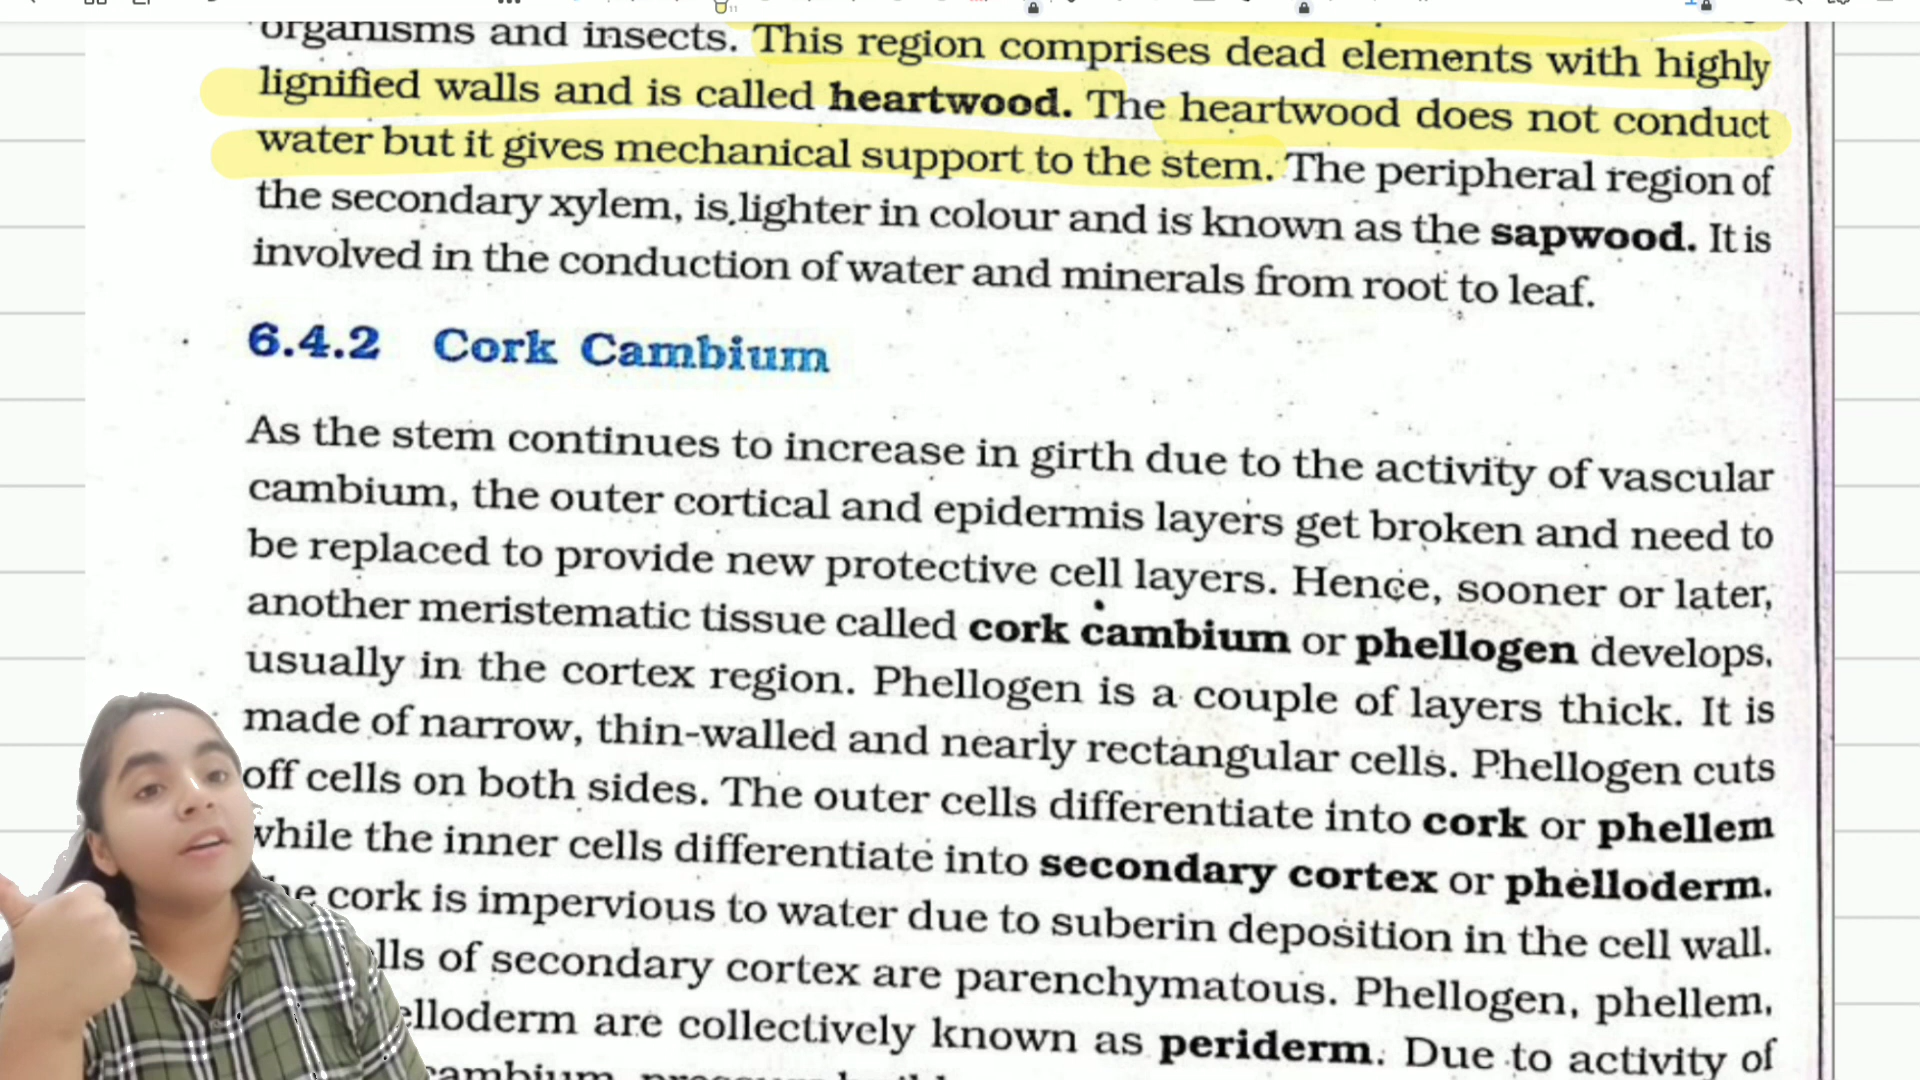 organisms and insects. This region comprises dead elements with highly
lignified walls and is called heartwood. The heartwood does not conduct
water but it gives mechanical support to the stem. The peripheral region of
the secondary xylem, is lighter in colour and is known as the sapwood. It is
involved in the conduction of water and minerals from root to leaf.
6.4.2 Cork Cambium
As the stem continues to increase in girth due to the activity of vascular
cambium, the outer cortical and epidermis layers get broken and need to
be replaced to provide new protective cell layers. Hence, sooner or later,
another meristematic tissue called cork cambium or phellogen develops,
usually in the cortex region. Phellogen is a couple of layers thick. It is
made of narrow, thin-walled and nearly rectangular cells. Phellogen cuts
off cells on both sides. The outer cells differentiate into cork or phellem
while the inner cells differentiate into secondary cortex or phelloderm.
he cork is impervious to water due to suberin deposition in the cell wall.
lls of secondary cortex are parenchymatous. Phellogen, phellem,
elloderm are collectively known as periderm. Due to activity of
cambium, pressure